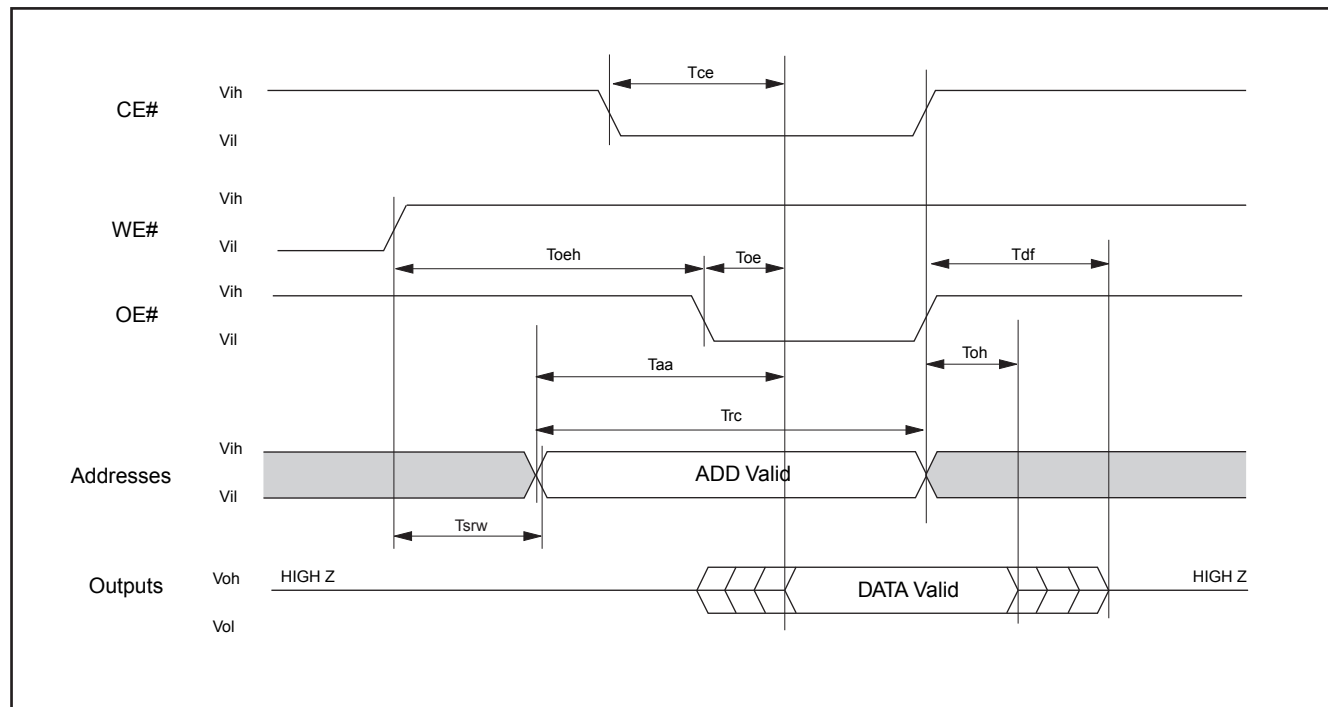 Tce
CE#
Vih
Vil
WE#
Vih
Vil
Toeh
Toe
Tdf
OE#
Vih
Vil
Taa
Toh
Trc
Addresses
Vih
Vil
ADD Valid
Tsrw
Outputs
Voh
HIGH Z
DATA Valid
HIGH Z
Vol